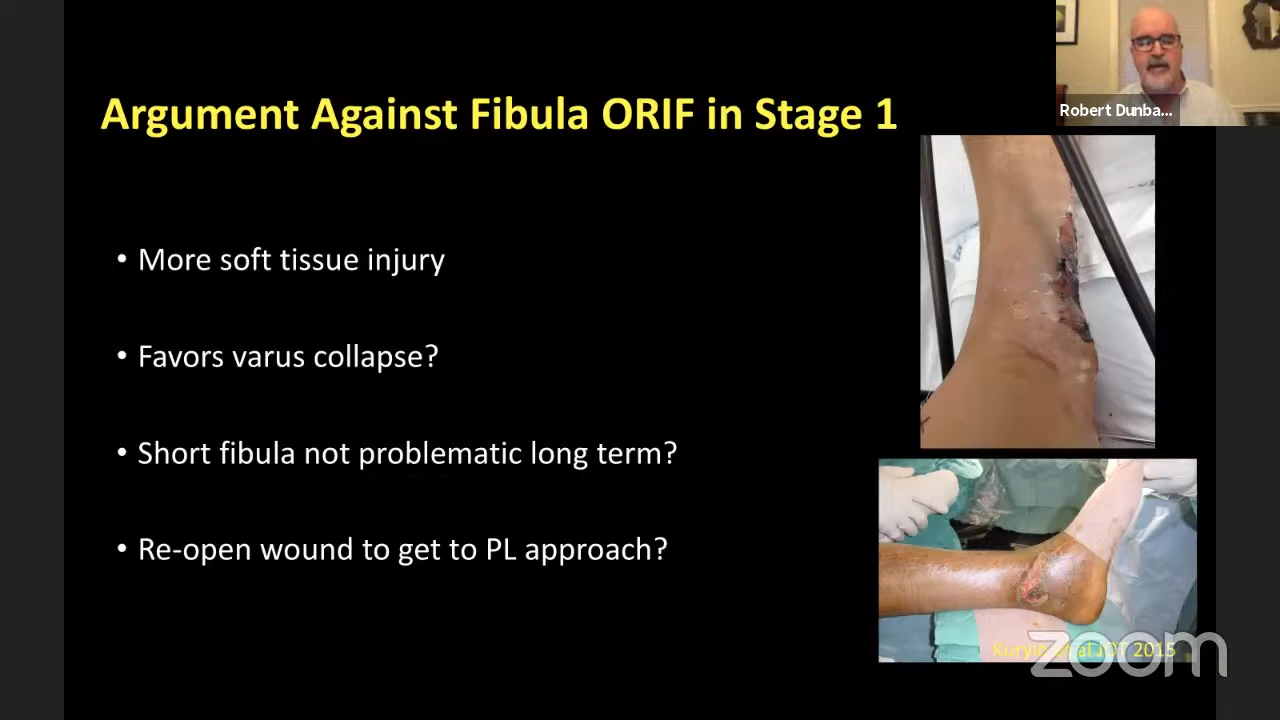 Argument Against Fibula ORIF in Stage 1
Robert Dunba...
• More soft tissue injury
• Favors varus collapse?
• Short fibula not problematic long term?
• Re-open wound to get to PL approach?
JOT 2015
zoom